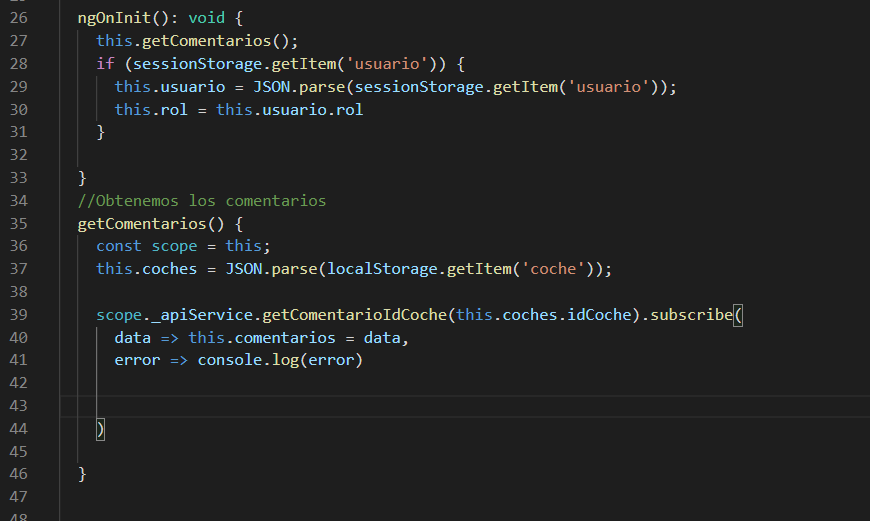 26 ngOnInit(): void {
27 this.getComentarios();
28 if (sessionStorage.getItem('usuario')) {
29 this.usuario = JSON.parse(sessionStorage.getItem('usuario'));
30 this.rol = this.usuario.rol
31 }
32
33 }
34 //Obtenemos los comentarios
35 getComentarios() {
36 const scope = this;
37 this.coches = JSON.parse(localStorage.getItem('coche'));
38
39 scope._apiService.getComentarioIdCoche(this.coches.idCoche).subscribe(
40 data => this.comentarios = data,
41 error => console.log(error)
42
43
44 )
45
46 }
47
48